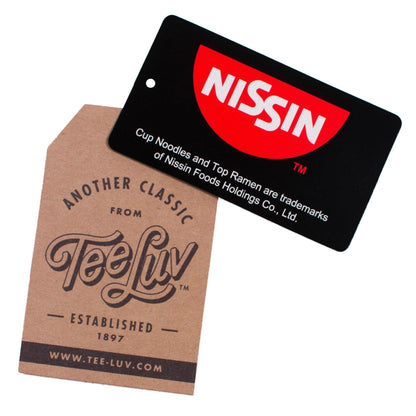 NISSIN
TM
Cup Noodles and Top Ramen are trademarks
of Nissin Foods Holdings Co., Ltd.
ANOTHER CLASSIC
FROM
TeeLuv
TM
ESTABLISHED
1897
WWW.TEE-LUV.COM